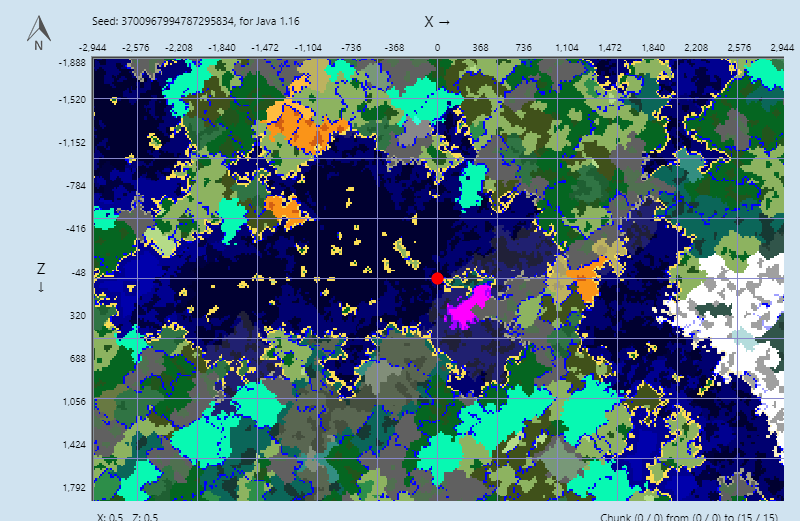 Seed: 3700967994787295834, for Java 1.16
X →
N
-2,944 -2,576 -2,208 -1,840 -1,472 -1,104 -736 -368 0 368 736 1,104 1,472 1,840 2,208 2,576 2,944
-1.888
-1,520
-1,152
-784
-416
Z
-48
↓
320
688
1,056
1,424
1,792
X: 0.5 Z: 0.5
Chunk (0 / 0) from (0 / 0) to (15 / 15)